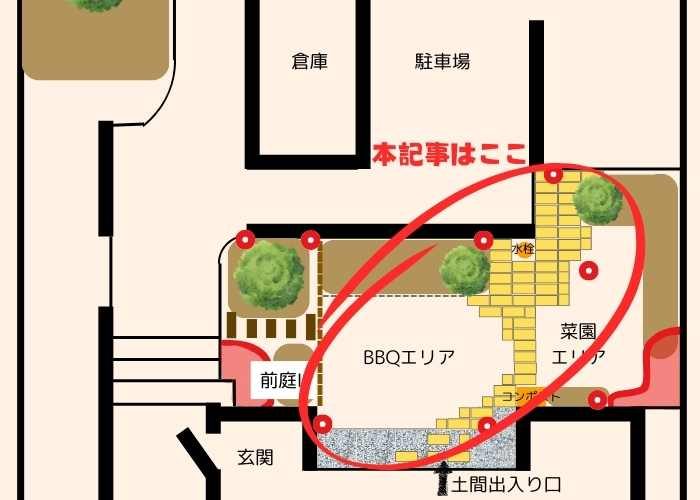 倉庫
駐車場
本記事はここ
水栓
菜園
エリア
BBQエリア
前庭
コンポスト
玄関
土間出入り口